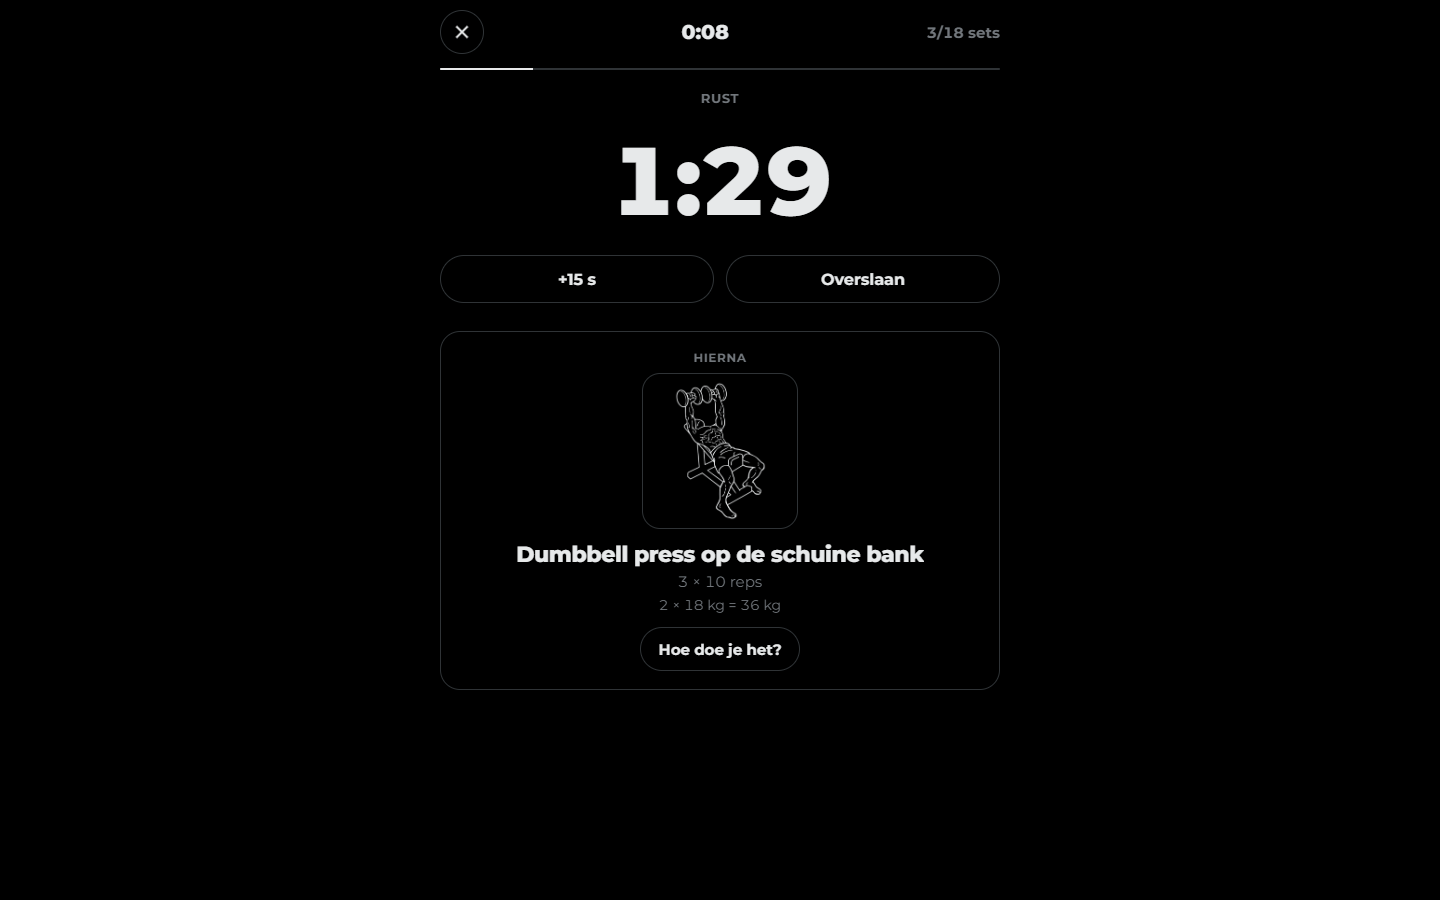 0:08
3/18 sets
RUST
1:29
+15 s
Overslaan
HIERNA
Dumbbell press op de schuine bank
3 × 10 reps
2 × 18 kg = 36 kg
Hoe doe je het?